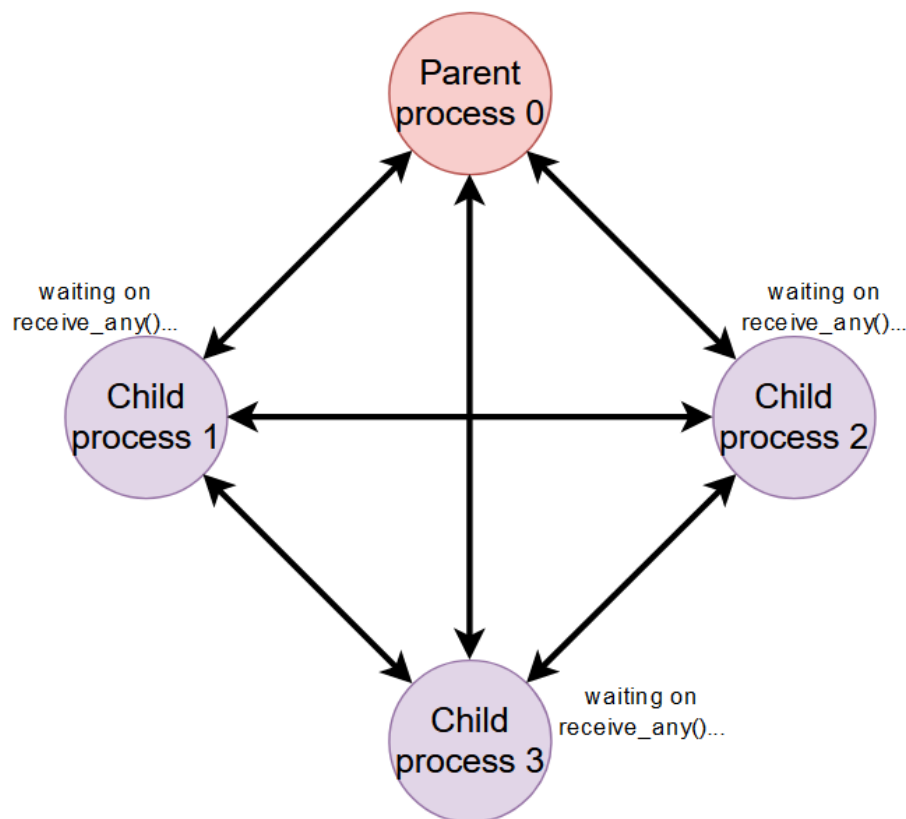 Parent
process 0
waiting on
receive_any()...
waiting on
receive_any()...
Child
process 1
Child
process 2
waiting on
receive_any()...
Child
process 3